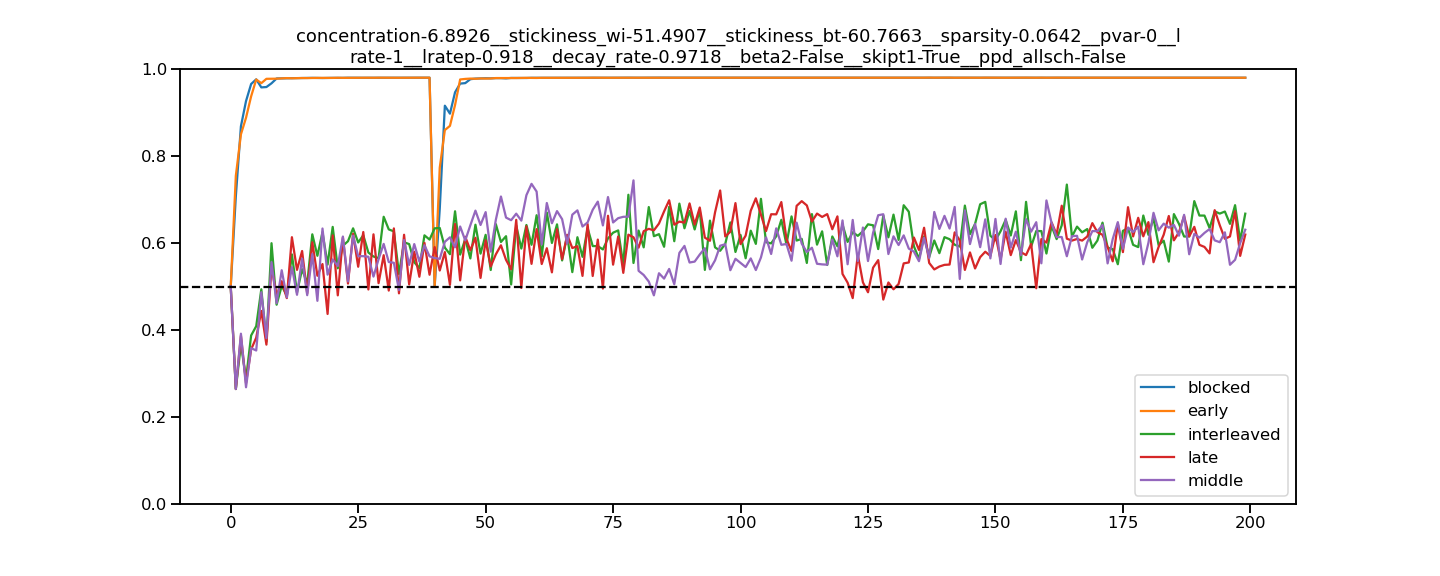 concentration-6.8926__stickiness_wi-51.4907__stickiness_bt-60.7663__sparsity-0.0642__pvar-0__l
rate-1__lratep-0.918__decay_rate-0.9718__beta2-False__skipt1-True__ppd_allsch-False
1.0
0.8
0.6
0.4
0.2
0.0
0 25 50 75 100 125 150 175 200
blocked
early
interleaved
late
middle